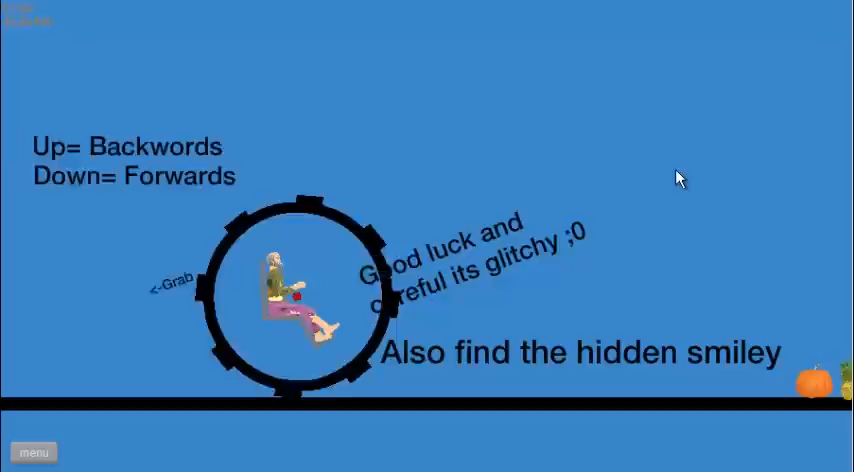 Up= Backwords
Down= Forwards
<-Grab
Good luck and
careful its glitchy ;0
Also find the hidden smiley
menu